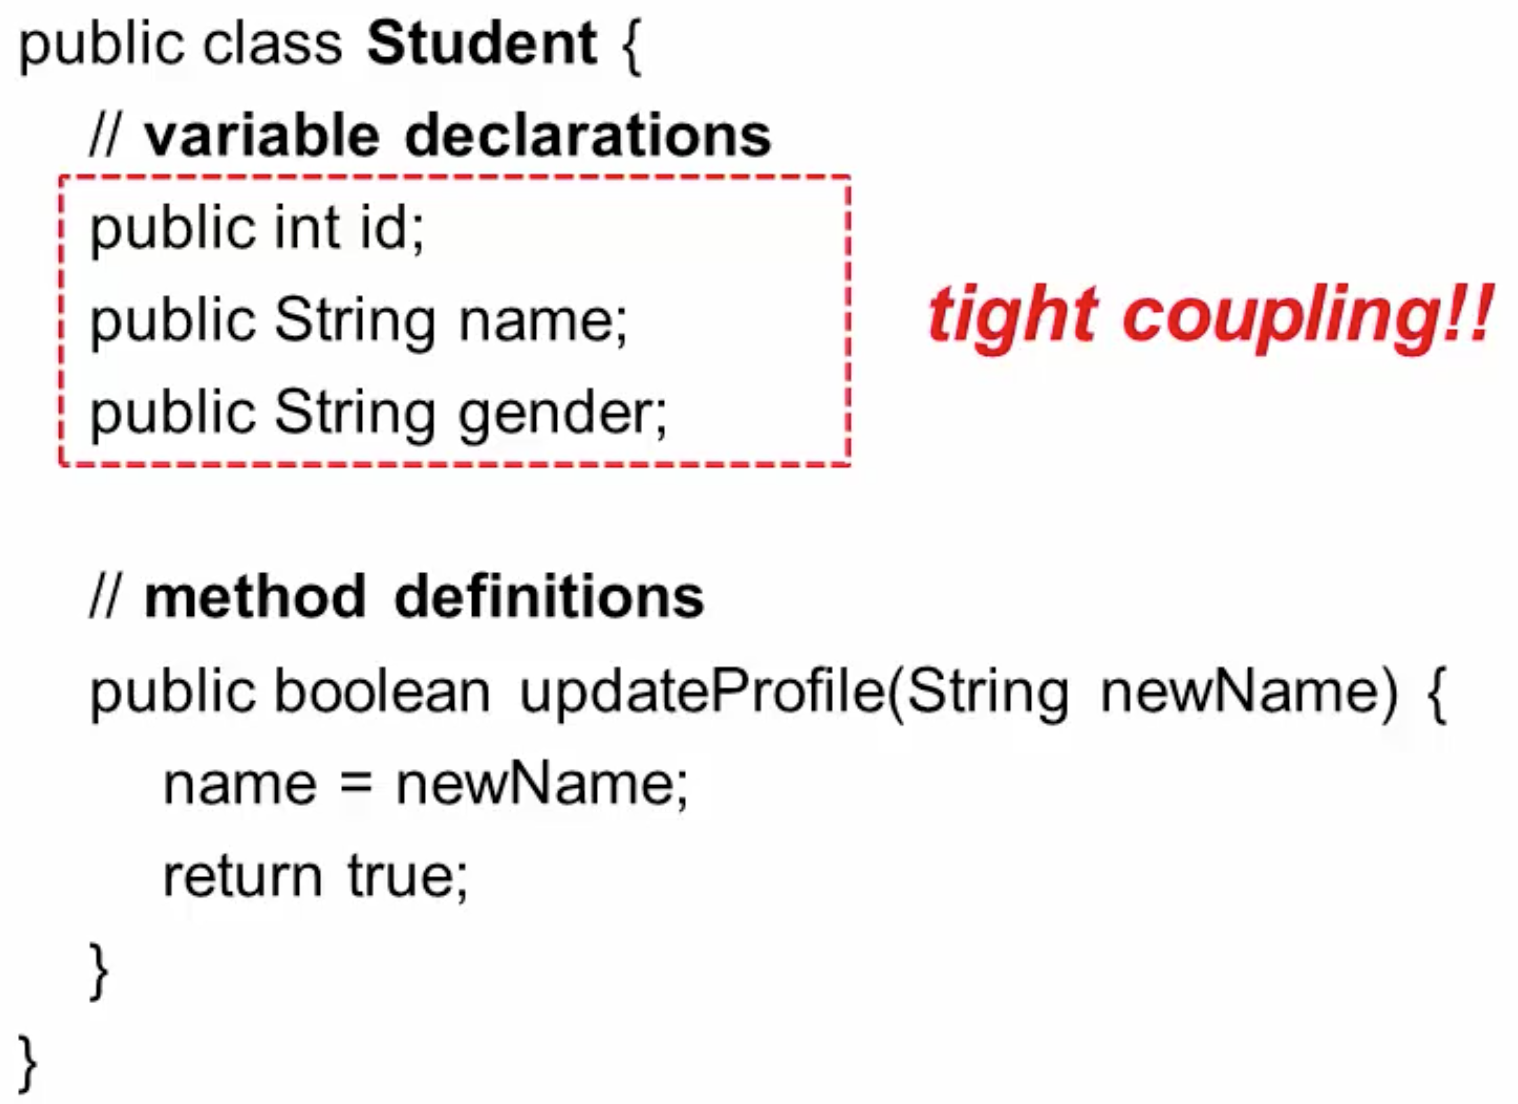 public class Student {
// variable declarations
public int id;
public String name;
public String gender;
tight coupling!!
// method definitions
public boolean updateProfile(String newName) {
name = newName;
return true;
}
}